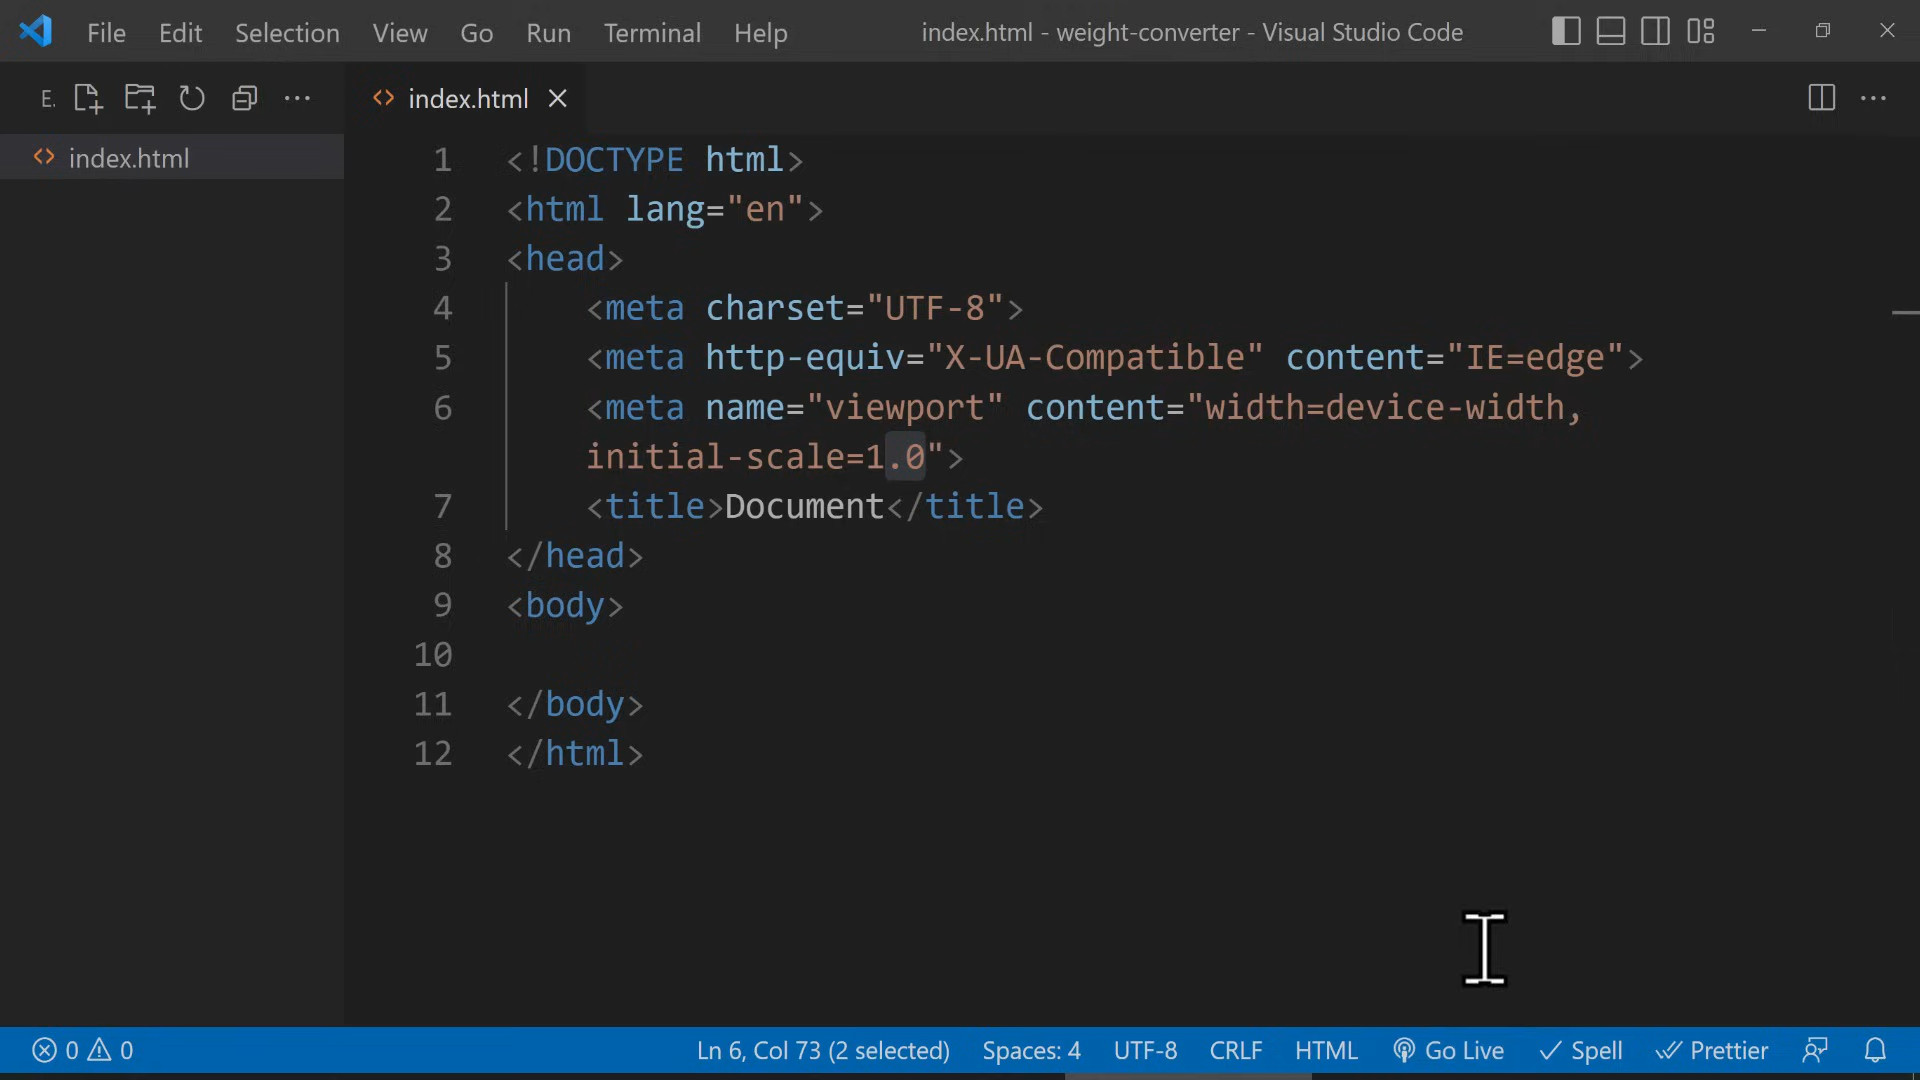 File Edit Selection View Go Run Terminal Help index.html - weight-converter - Visual Studio Code
E. index.html
index.html
1 <!DOCTYPE html>
2 <html lang="en">
3 <head>
4 <meta charset="UTF-8">
5 <meta http-equiv="X-UA-Compatible" content="IE=edge">
6 <meta name="viewport" content="width=device-width,
initial-scale=1.0">
7 <title>Document</title>
8 </head>
9 <body>
10
11 </body>
12 </html>
0 0 Ln 6, Col 73 (2 selected) Spaces: 4 UTF-8 CRLF HTML Go Live Spell Prettier